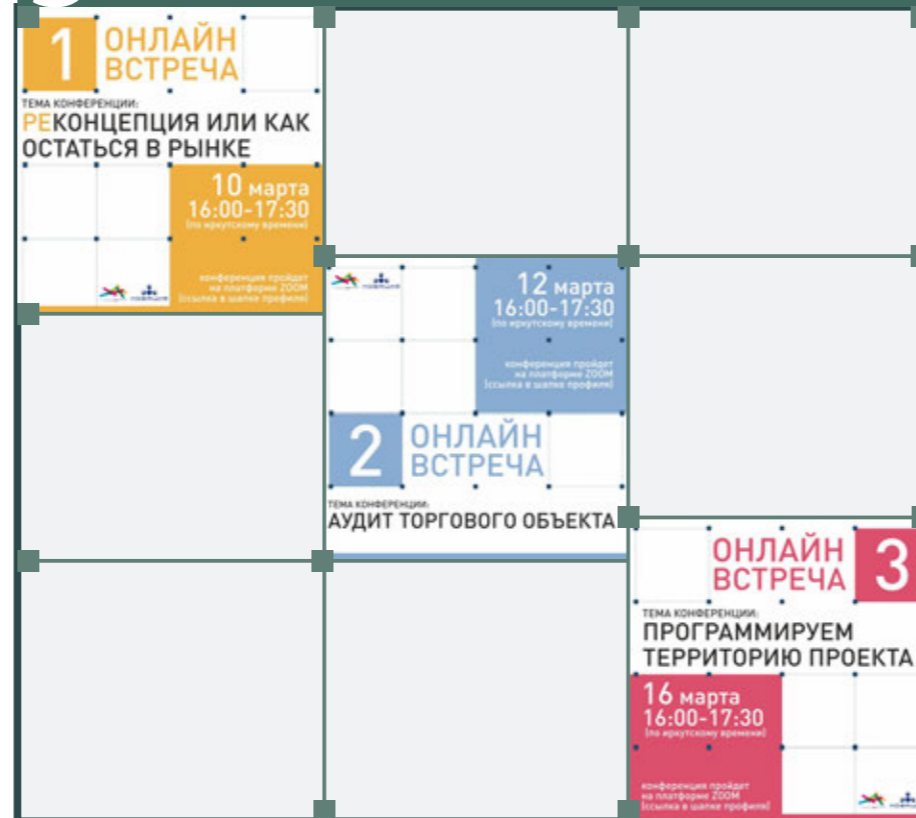 1 ОНЛАЙН
ВСТРЕЧА
ТЕМА КОНФЕРЕНЦИИ:
РЕКОНЦЕПЦИЯ ИЛИ КАК
ОСТАТЬСЯ В РЫНКЕ
10 марта
16:00-17:30
(по иркутскому времени)
конференция пройдет
на платформе ZOOM
(ссылка в шапке профиля)
12 марта
16:00-17:30
(по иркутскому времени)
конференция пройдет
на платформе ZOOM
(ссылка в шапке профиля)
2 ОНЛАЙН
ВСТРЕЧА
ТЕМА КОНФЕРЕНЦИИ:
АУДИТ ТОРГОВОГО ОБЪЕКТА
ОНЛАЙН 3
ВСТРЕЧА
ТЕМА КОНФЕРЕНЦИИ:
ПРОГРАММИРУЕМ
ТЕРРИТОРИЮ ПРОЕКТА
16 марта
16:00-17:30
(по иркутскому времени)
конференция пройдет
на платформе ZOOM
(ссылка в шапке профиля)